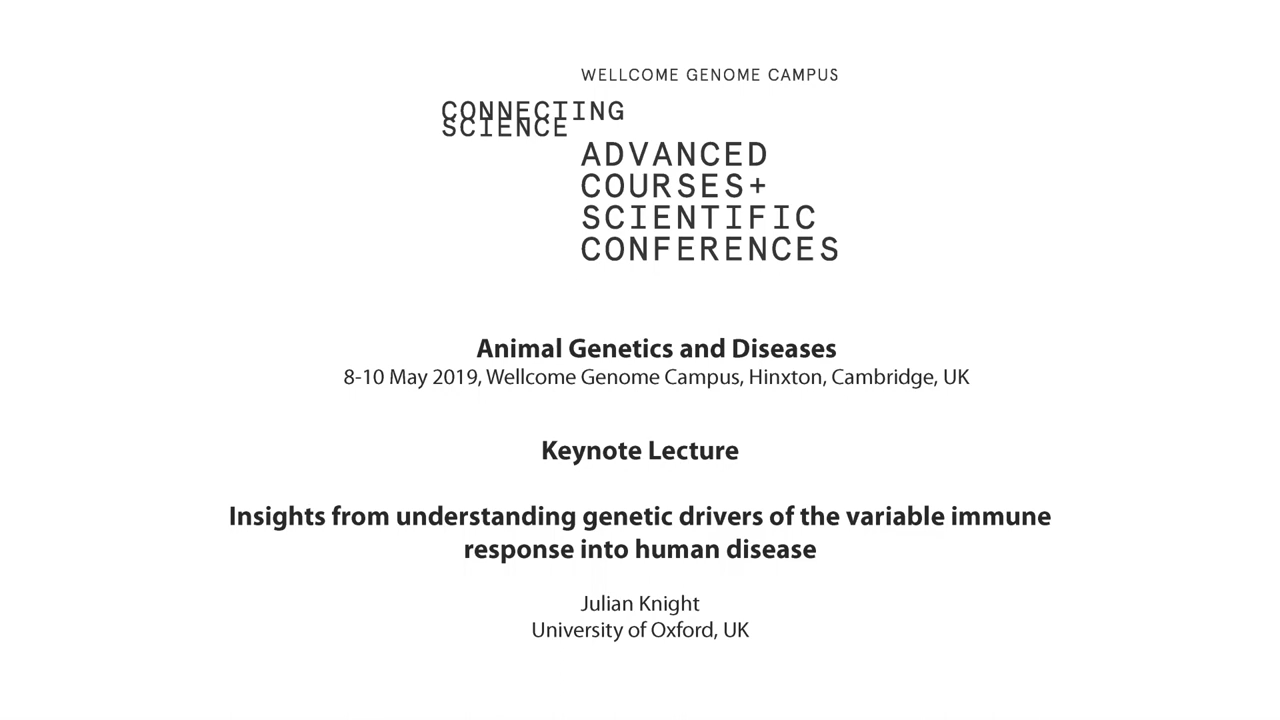 WELLCOME GENOME CAMPUS
CONNECTING
SCIENCE
ADVANCED
COURSES+
SCIENTIFIC
CONFERENCES
Animal Genetics and Diseases
8-10 May 2019, Wellcome Genome Campus, Hinxton, Cambridge, UK
Keynote Lecture
Insights from understanding genetic drivers of the variable immune
response into human disease
Julian Knight
University of Oxford, UK